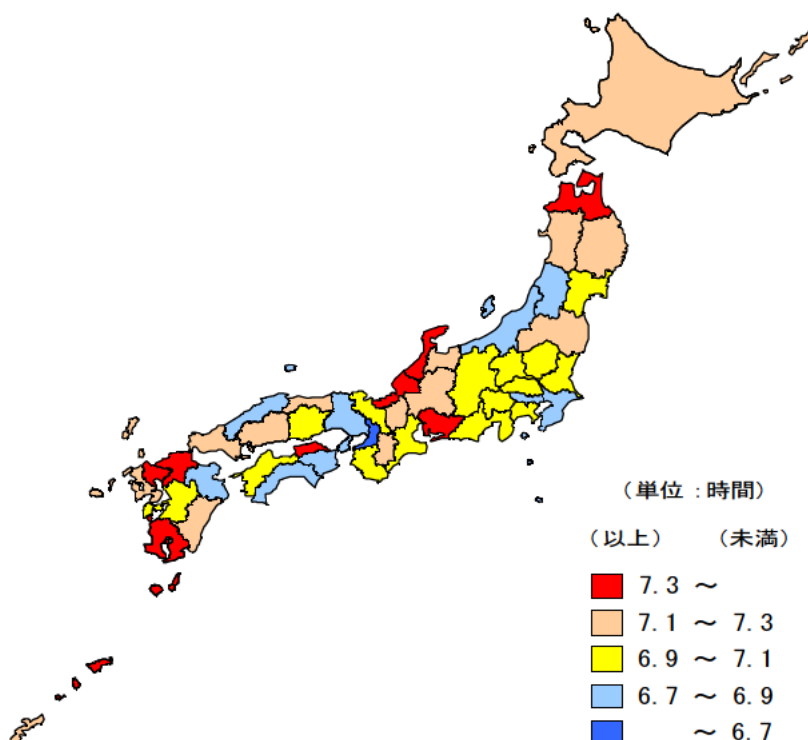 （単位：時間）
（以上） （未満）
7.3 ～
7.1 ～ 7.3
6.9 ～ 7.1
6.7 ～ 6.9
～ 6.7